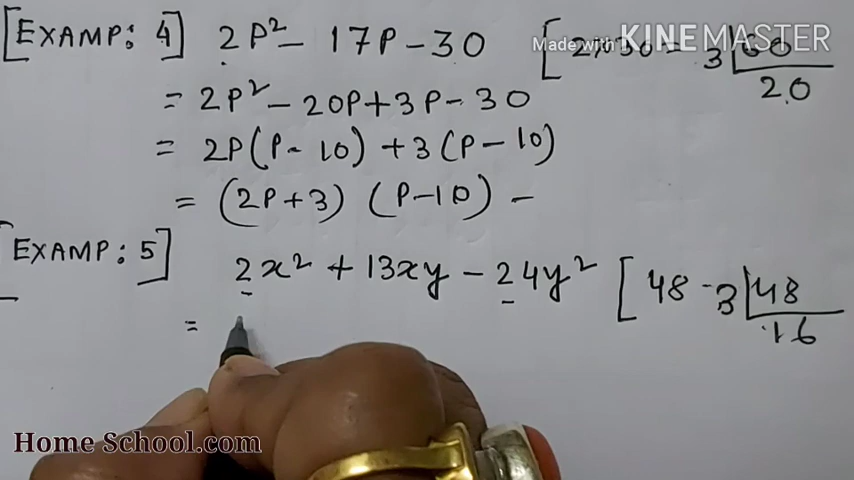 [EXAMP: 4] 2P² - 17P - 30 [2×30 = 3|60
20
= 2P² - 20P + 3P - 30
= 2P(P - 10) + 3(P - 10)
= (2P + 3) (P - 10) -
EXAMP: 5] 2x² + 13xy - 24y² [48 - 3|48
16
=
Made with KINEMASTER
Home School.com